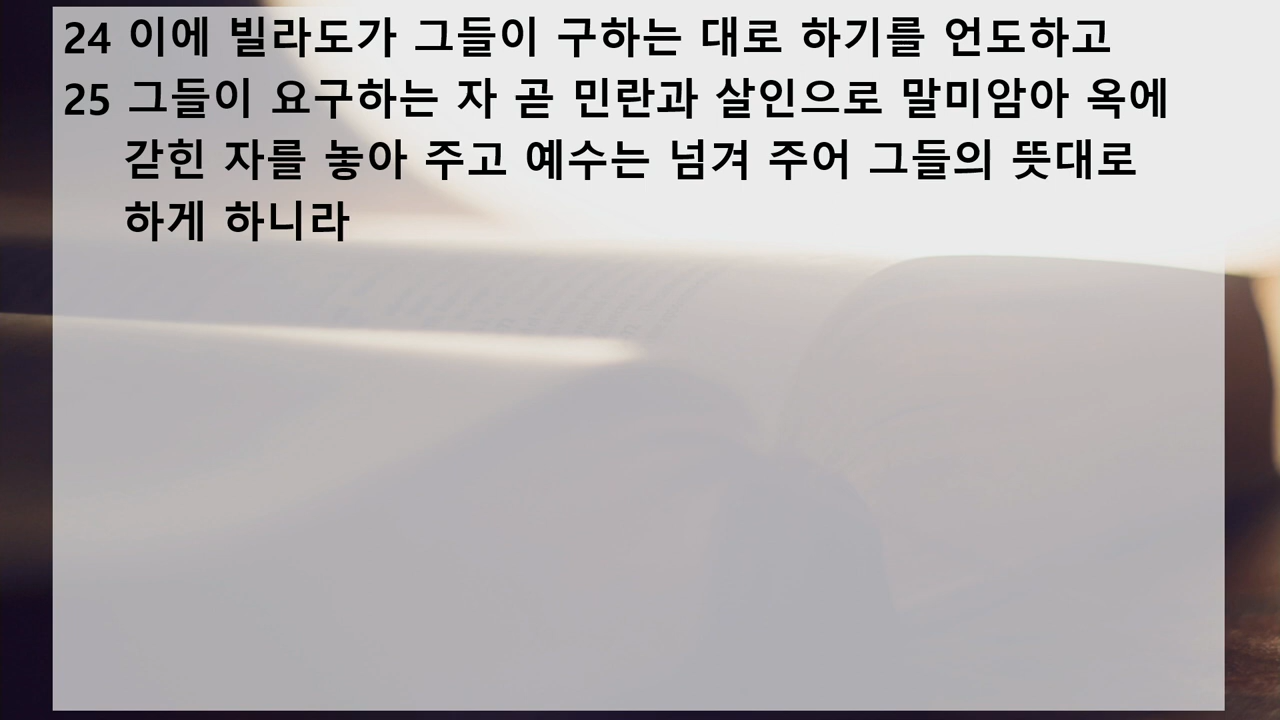 24 이에 빌라도가 그들이 구하는 대로 하기를 언도하고
25 그들이 요구하는 자 곧 민란과 살인으로 말미암아 옥에
갇힌 자를 놓아 주고 예수는 넘겨 주어 그들의 뜻대로
하게 하니라